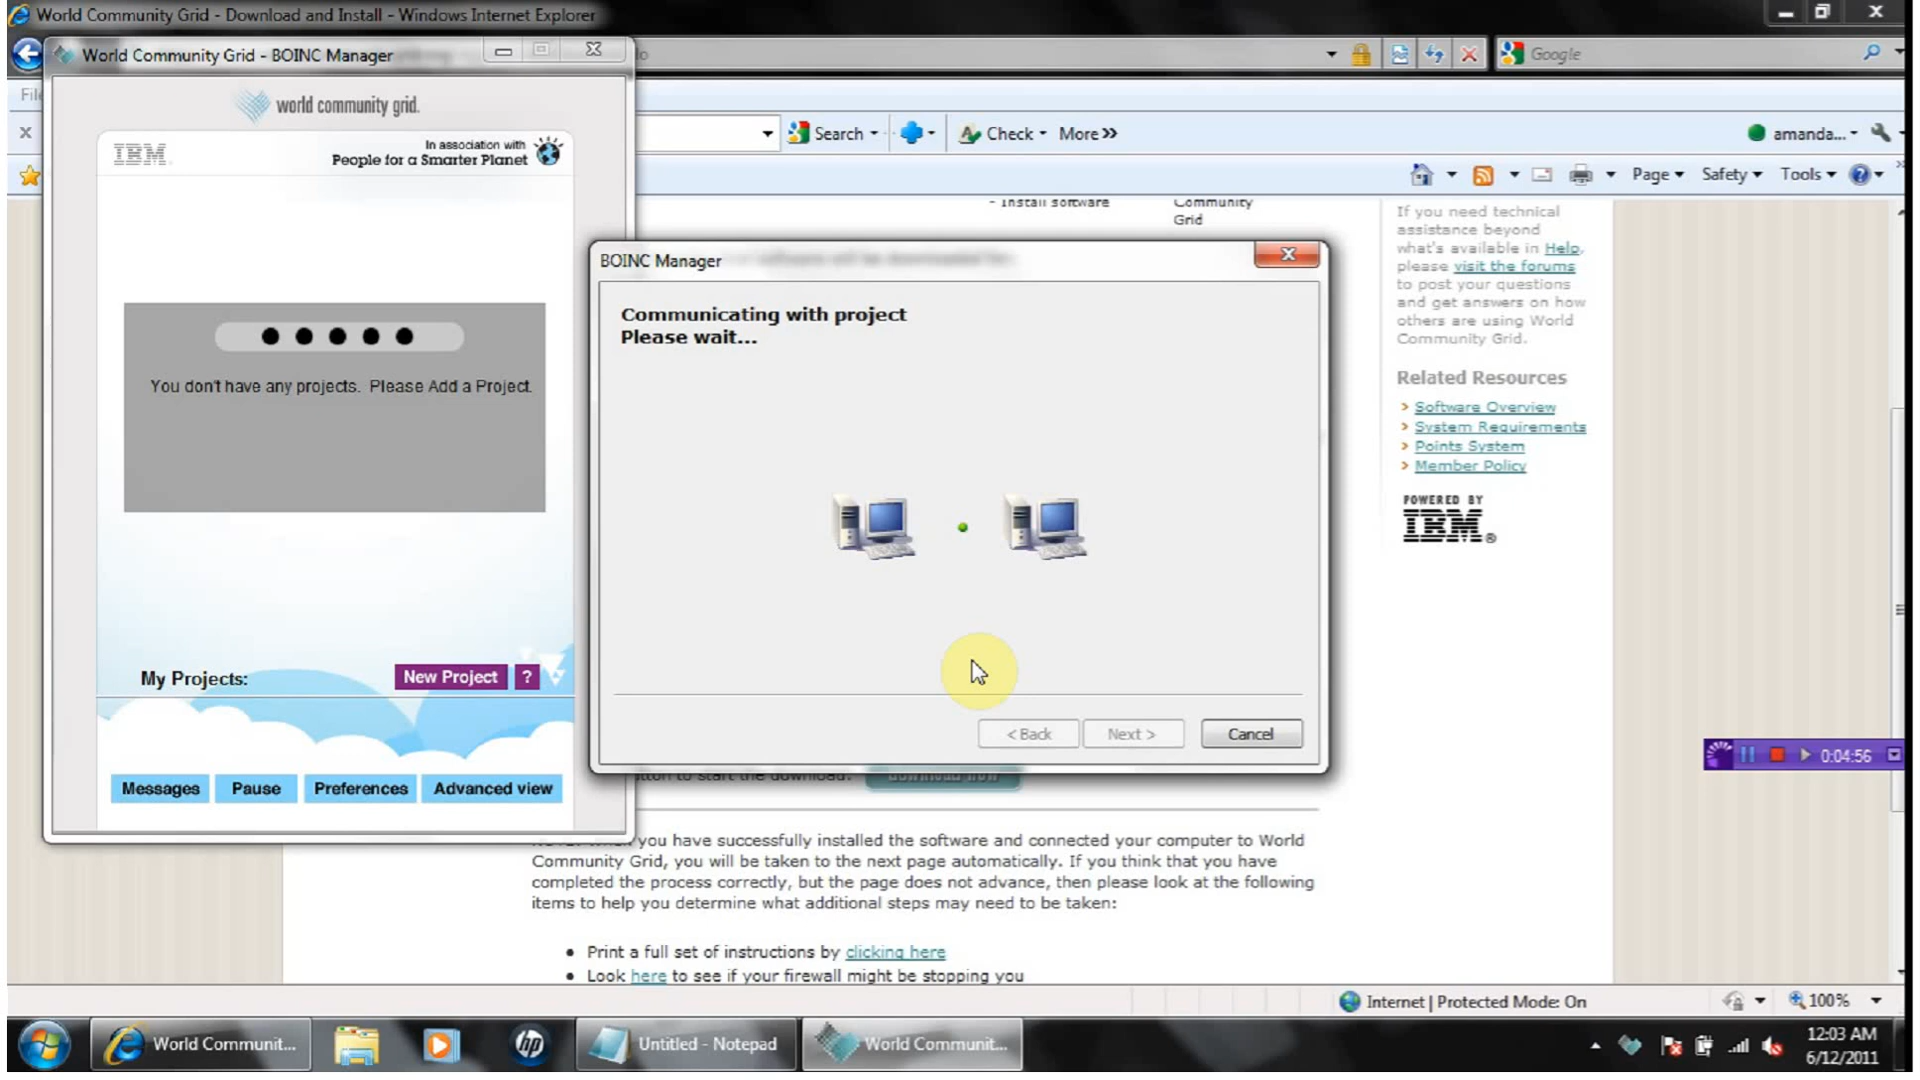 World Community Grid - Download and Install - Windows Internet Explorer
World Community Grid - BOINC Manager
Google
world community grid.
Search
Check
More
amanda...
IBM.
In association with
People for a Smarter Planet
Page
Safety
Tools
- Install software
Community
Grid
If you need technical
assistance beyond
what's available in Help,
please visit the forums
to post your questions
and get answers on how
others are using World
Community Grid.
BOINC Manager
Communicating with project
Please wait...
You don't have any projects. Please Add a Project.
Related Resources
> Software Overview
> System Requirements
> Points System
> Member Policy
POWERED BY
IBM®
My Projects:
New Project
?
< Back
Next >
Cancel
0:04:56
Messages
Pause
Preferences
Advanced view
button to start the download:
download now
you have successfully installed the software and connected your computer to World
Community Grid, you will be taken to the next page automatically. If you think that you have
completed the process correctly, but the page does not advance, then please look at the following
items to help you determine what additional steps may need to be taken:
• Print a full set of instructions by clicking here
• Look here to see if your firewall might be stopping you
Internet | Protected Mode: On
100%
World Communit...
hp
Untitled - Notepad
World Communit...
12:03 AM
6/12/2011